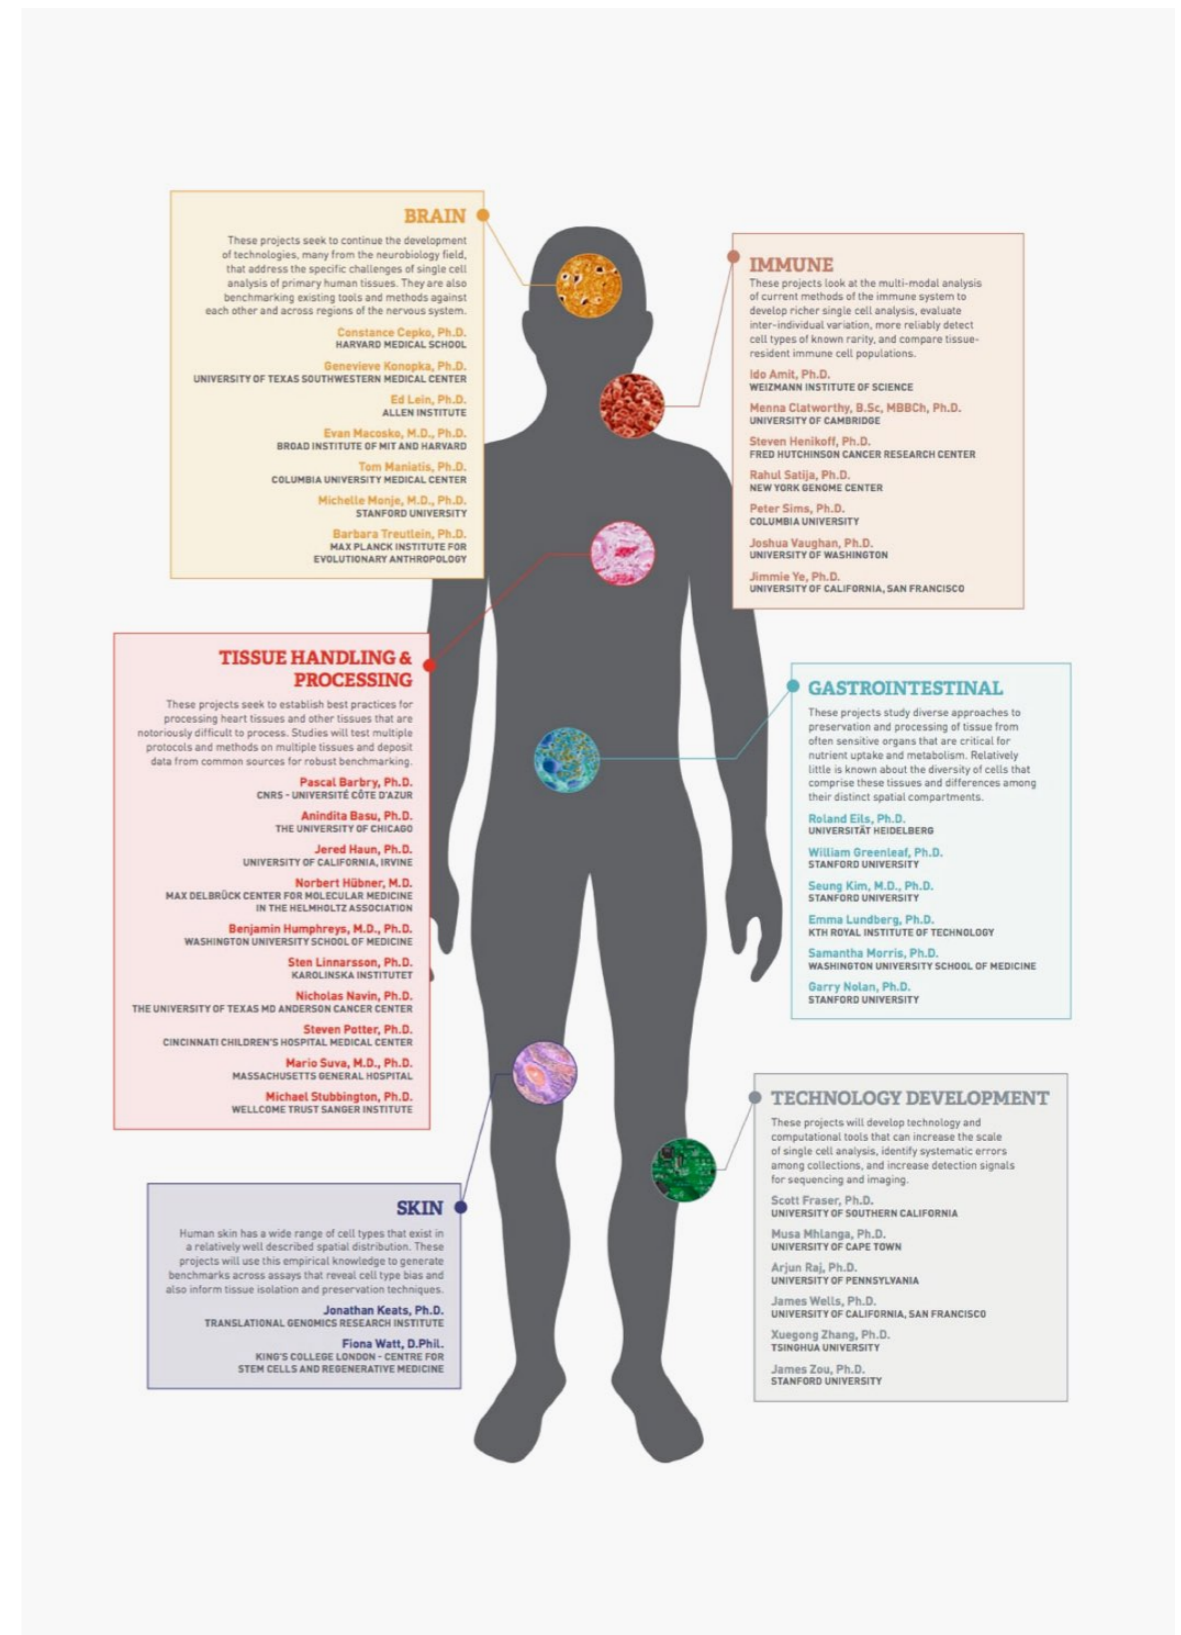 BRAIN
These projects seek to continue the development
of technologies, many from the neurobiology field,
that address the specific challenges of single cell
analysis of primary human tissues. They are also
benchmarking existing tools and methods against
each other and across regions of the nervous system.
Constance Cepko, Ph.D.
HARVARD MEDICAL SCHOOL
Genevieve Konopka, Ph.D.
UNIVERSITY OF TEXAS SOUTHWESTERN MEDICAL CENTER
Ed Lein, Ph.D.
ALLEN INSTITUTE
Evan Macosko, M.D., Ph.D.
BROAD INSTITUTE OF MIT AND HARVARD
Tom Maniatis, Ph.D.
COLUMBIA UNIVERSITY MEDICAL CENTER
Michelle Monje, M.D., Ph.D.
STANFORD UNIVERSITY
Barbara Treutlein, Ph.D.
MAX PLANCK INSTITUTE FOR
EVOLUTIONARY ANTHROPOLOGY
IMMUNE
These projects look at the multi-modal analysis
of current methods of the immune system to
develop richer single cell analysis, evaluate
inter-individual variation, more reliably detect
cell types of known rarity, and compare tissue-
resident immune cell populations.
Ido Amit, Ph.D.
WEIZMANN INSTITUTE OF SCIENCE
Menna Clatworthy, B.Sc, MBBCh, Ph.D.
UNIVERSITY OF CAMBRIDGE
Steven Henikoff, Ph.D.
FRED HUTCHINSON CANCER RESEARCH CENTER
Rahul Satija, Ph.D.
NEW YORK GENOME CENTER
Peter Sims, Ph.D.
COLUMBIA UNIVERSITY
Joshua Vaughan, Ph.D.
UNIVERSITY OF WASHINGTON
Jimmie Ye, Ph.D.
UNIVERSITY OF CALIFORNIA, SAN FRANCISCO
TISSUE HANDLING &
PROCESSING
These projects seek to establish best practices for
processing heart tissues and other tissues that are
notoriously difficult to process. Studies will test multiple
protocols and methods on multiple tissues and deposit
data from common sources for robust benchmarking.
Pascal Barbry, Ph.D.
CNRS - UNIVERSITÉ CÔTE D'AZUR
Anindita Basu, Ph.D.
THE UNIVERSITY OF CHICAGO
Jered Haun, Ph.D.
UNIVERSITY OF CALIFORNIA, IRVINE
Norbert Hübner, M.D.
MAX DELBRÜCK CENTER FOR MOLECULAR MEDICINE
IN THE HELMHOLTZ ASSOCIATION
Benjamin Humphreys, M.D., Ph.D.
WASHINGTON UNIVERSITY SCHOOL OF MEDICINE
Sten Linnarsson, Ph.D.
KAROLINSKA INSTITUTET
Nicholas Navin, Ph.D.
THE UNIVERSITY OF TEXAS MD ANDERSON CANCER CENTER
Steven Potter, Ph.D.
CINCINNATI CHILDREN'S HOSPITAL MEDICAL CENTER
Mario Suva, M.D., Ph.D.
MASSACHUSETTS GENERAL HOSPITAL
Michael Stubbington, Ph.D.
WELLCOME TRUST SANGER INSTITUTE
GASTROINTESTINAL
These projects study diverse approaches to
preservation and processing of tissue from
often sensitive organs that are critical for
nutrient uptake and metabolism. Relatively
little is known about the diversity of cells that
comprise these tissues and differences among
their distinct spatial compartments.
Roland Eils, Ph.D.
UNIVERSITÄT HEIDELBERG
William Greenleaf, Ph.D.
STANFORD UNIVERSITY
Seung Kim, M.D., Ph.D.
STANFORD UNIVERSITY
Emma Lundberg, Ph.D.
KTH ROYAL INSTITUTE OF TECHNOLOGY
Samantha Morris, Ph.D.
WASHINGTON UNIVERSITY SCHOOL OF MEDICINE
Garry Nolan, Ph.D.
STANFORD UNIVERSITY
SKIN
Human skin has a wide range of cell types that exist in
a relatively well described spatial distribution. These
projects will use this empirical knowledge to generate
benchmarks across assays that reveal cell type bias and
also inform tissue isolation and preservation techniques.
Jonathan Keats, Ph.D.
TRANSLATIONAL GENOMICS RESEARCH INSTITUTE
Fiona Watt, D.Phil.
KING'S COLLEGE LONDON - CENTRE FOR
STEM CELLS AND REGENERATIVE MEDICINE
TECHNOLOGY DEVELOPMENT
These projects will develop technology and
computational tools that can increase the scale
of single cell analysis, identify systematic errors
among collections, and increase detection signals
for sequencing and imaging.
Scott Fraser, Ph.D.
UNIVERSITY OF SOUTHERN CALIFORNIA
Musa Mhlanga, Ph.D.
UNIVERSITY OF CAPE TOWN
Arjun Raj, Ph.D.
UNIVERSITY OF PENNSYLVANIA
James Wells, Ph.D.
UNIVERSITY OF CALIFORNIA, SAN FRANCISCO
Xuegong Zhang, Ph.D.
TSINGHUA UNIVERSITY
James Zou, Ph.D.
STANFORD UNIVERSITY